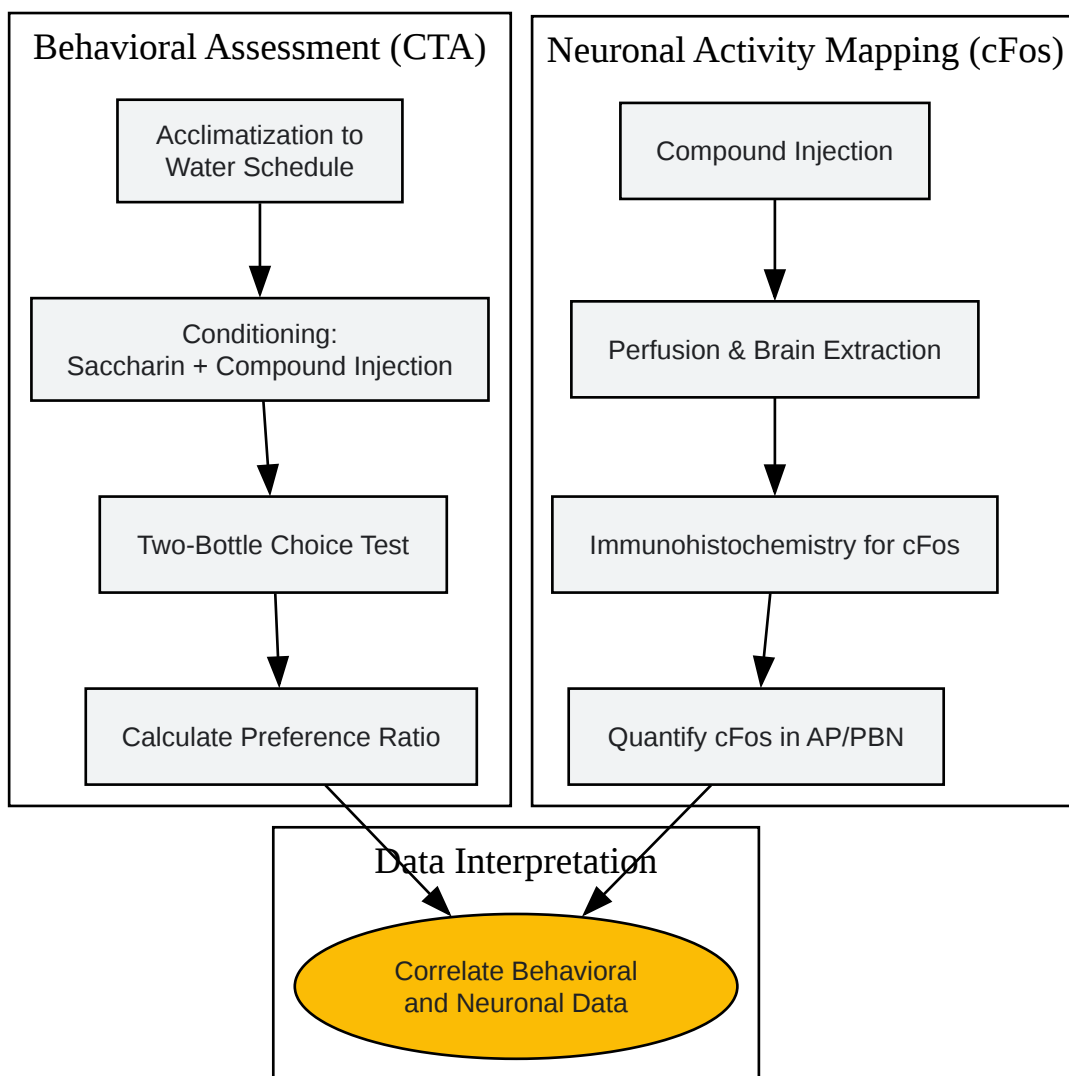 Behavioral Assessment (CTA)
Acclimatization to
Water Schedule
Conditioning:
Saccharin + Compound Injection
Two-Bottle Choice Test
Calculate Preference Ratio
Neuronal Activity Mapping (cFos)
Compound Injection
Perfusion & Brain Extraction
Immunohistochemistry for cFos
Quantify cFos in AP/PBN
Data Interpretation
Correlate Behavioral
and Neuronal Data